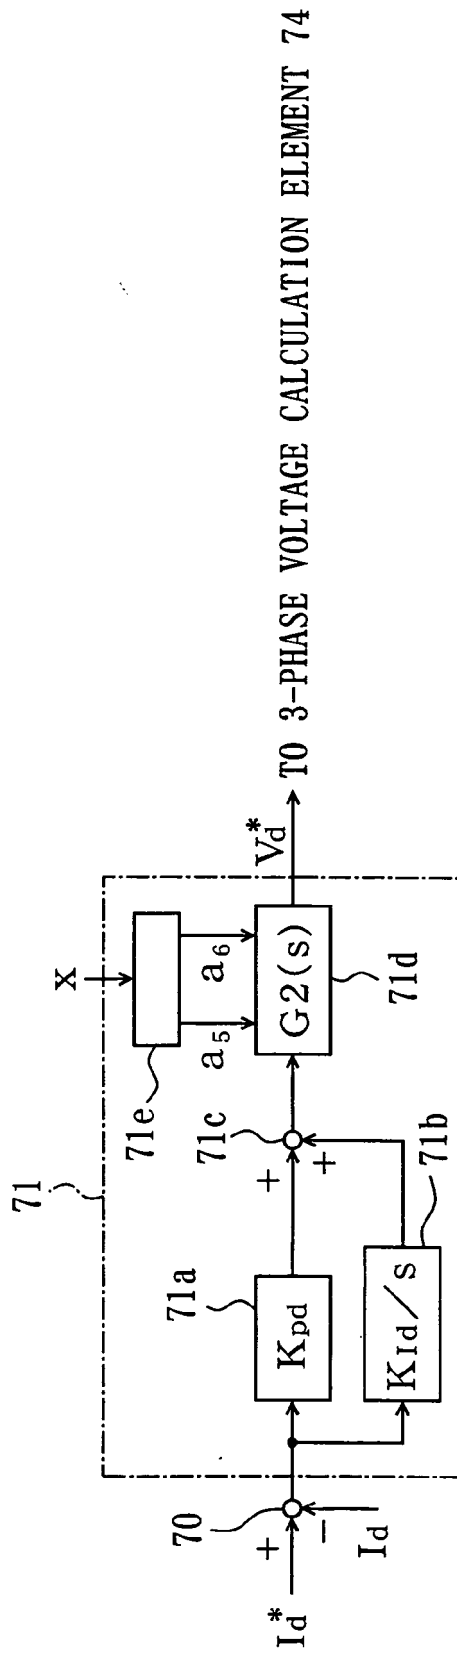 71
x
71e
a5 a6
70
71a
71c
Id* + Kpd + G2(s) Vd* TO 3-PHASE VOLTAGE CALCULATION ELEMENT 74
− +
Id
71d
KId/s
71b